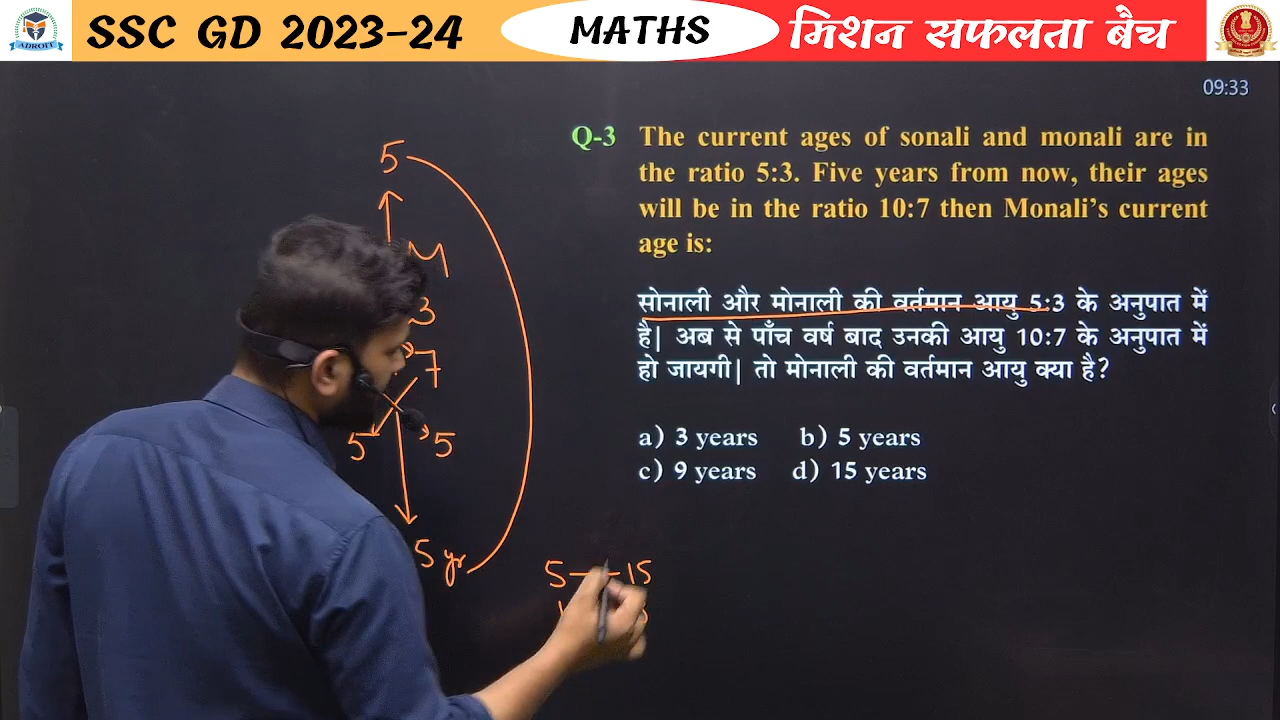 ADROIT
SSC GD 2023-24
MATHS
मिशन सफलता बैच
09:33
Q-3 The current ages of sonali and monali are in
the ratio 5:3. Five years from now, their ages
will be in the ratio 10:7 then Monali’s current
age is:
सोनाली और मोनाली की वर्तमान आयु 5:3 के अनुपात में
है| अब से पाँच वर्ष बाद उनकी आयु 10:7 के अनुपात में
हो जायगी| तो मोनाली की वर्तमान आयु क्या है?
a) 3 years b) 5 years
c) 9 years d) 15 years
5
M
3
7
5 5
5 yr
5 — 15